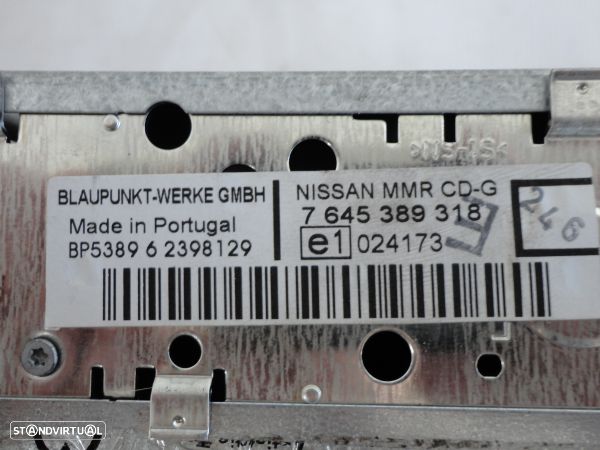 BLAUPUNKT-WERKE GMBH
Made in Portugal
BP5389 6 2398129
NISSAN MMR CD-G
7 645 389 318
e1 024173
246
STANDVIRTUAL